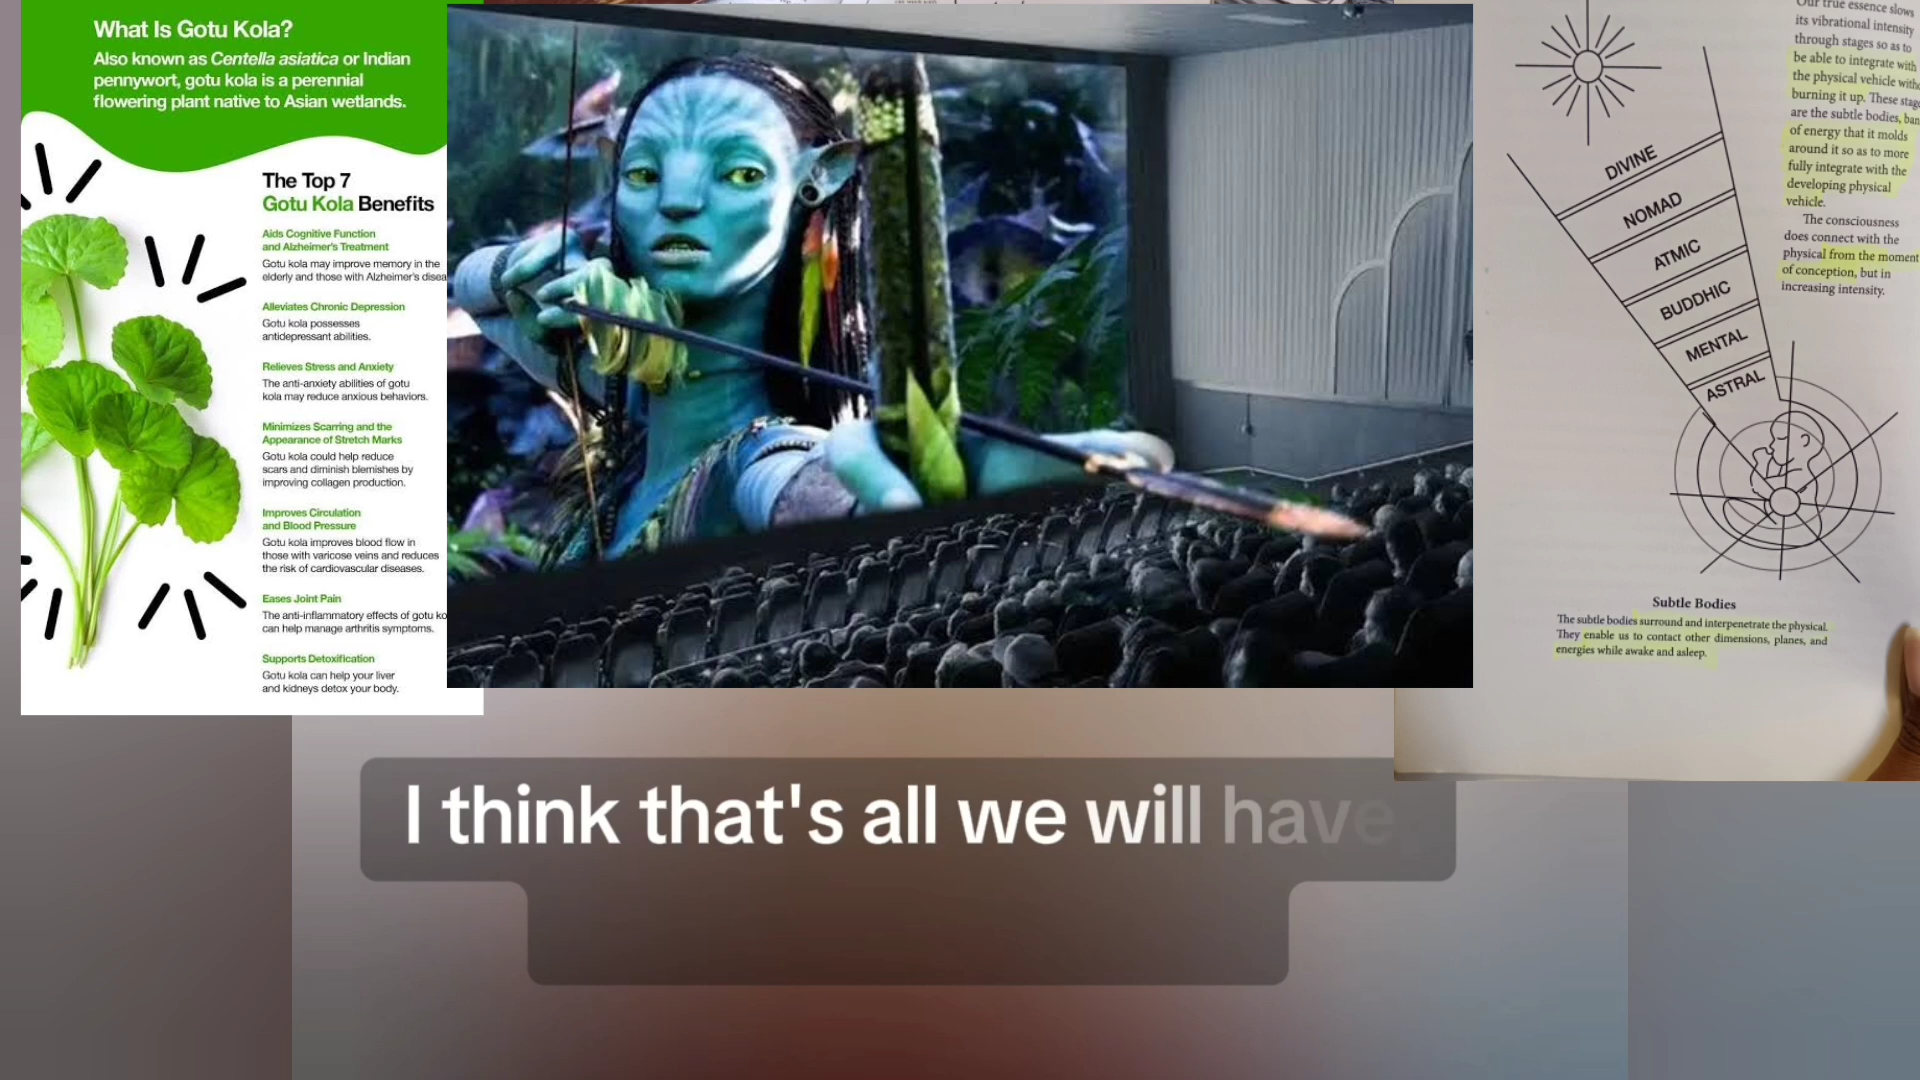 What Is Gotu Kola?
Also known as Centella asiatica or Indian
pennywort, gotu kola is a perennial
flowering plant native to Asian wetlands.
The Top 7
Gotu Kola Benefits
Aids Cognitive Function
and Alzheimer's Treatment
Gotu kola may improve memory in the
elderly and those with Alzheimer's disea
Alleviates Chronic Depression
Gotu kola possesses
antidepressant abilities.
Relieves Stress and Anxiety
The anti-anxiety abilities of gotu
kola may reduce anxious behaviors.
Minimizes Scarring and the
Appearance of Stretch Marks
Gotu kola could help reduce
scars and diminish blemishes by
improving collagen production.
Improves Circulation
and Blood Pressure
Gotu kola improves blood flow in
those with varicose veins and reduces
the risk of cardiovascular diseases.
Eases Joint Pain
The anti-inflammatory effects of gotu ko
can help manage arthritis symptoms.
Supports Detoxification
Gotu kola can help your liver
and kidneys detox your body.
Our true essence slows
its vibrational intensity
through stages so as to
be able to integrate with
the physical vehicle witho
burning it up. These stag
are the subtle bodies, ban
of energy that it molds
around it so as to more
fully integrate with the
developing physical
vehicle.
The consciousness
does connect with the
physical from the moment
of conception, but in
increasing intensity.
DIVINE
NOMAD
ATMIC
BUDDHIC
MENTAL
ASTRAL
Subtle Bodies
The subtle bodies surround and interpenetrate the physical.
They enable us to contact other dimensions, planes, and
energies while awake and asleep.
I think that's all we will have